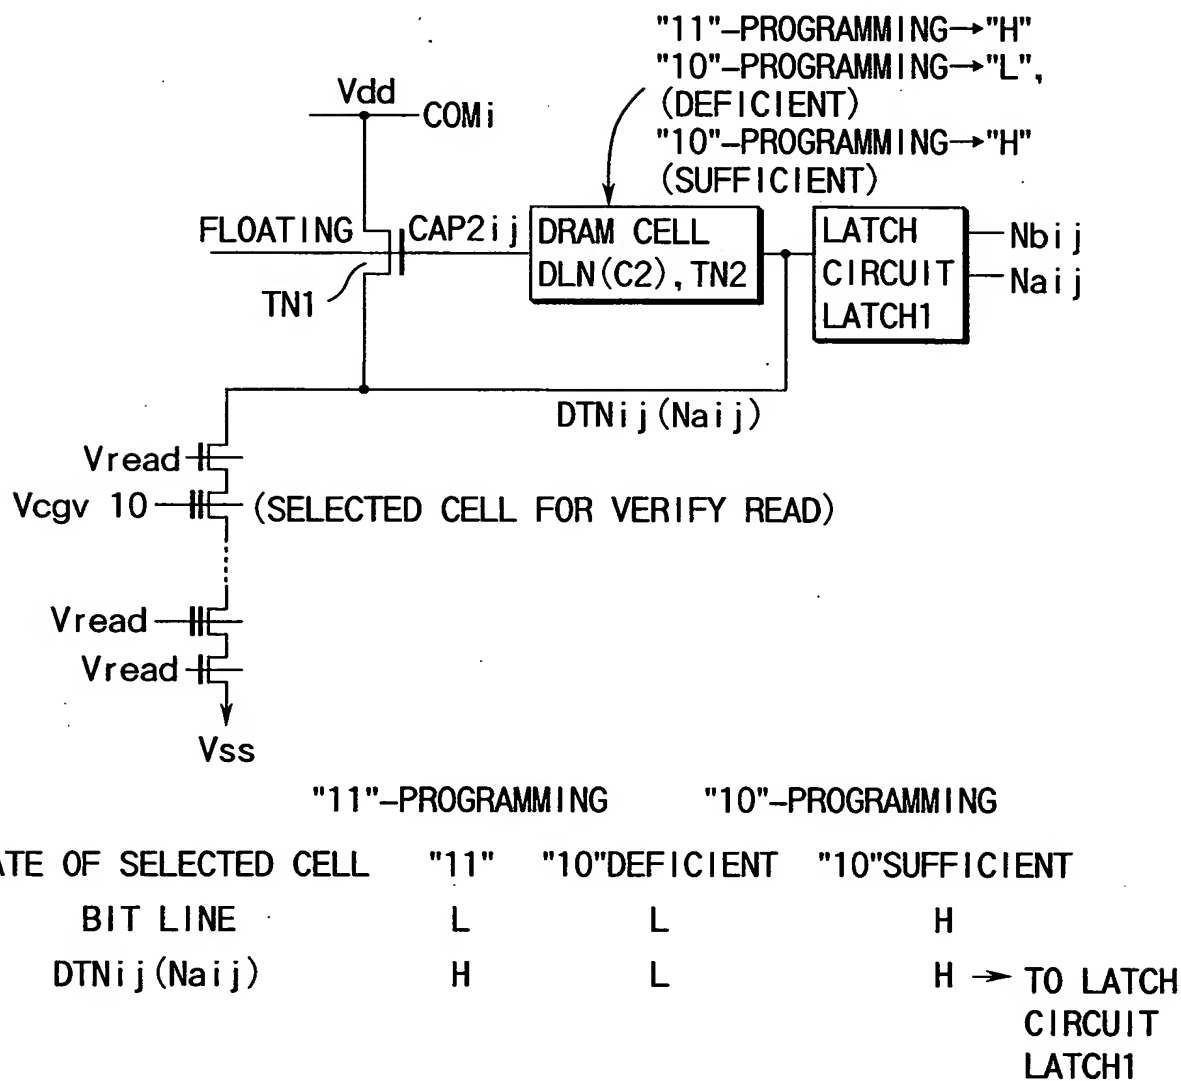 "11"-PROGRAMMING→"H"
"10"-PROGRAMMING→"L",
(DEFICIENT)
"10"-PROGRAMMING→"H"
(SUFFICIENT)
Vdd
COMi
FLOATING
CAP2ij
TN1
DRAM CELL
DLN(C2), TN2
LATCH
CIRCUIT
LATCH1
Nbij
Naij
DTNij(Naij)
Vread
Vcgv 10
(SELECTED CELL FOR VERIFY READ)
Vread
Vread
Vss
"11"-PROGRAMMING "10"-PROGRAMMING
ATE OF SELECTED CELL "11" "10"DEFICIENT "10"SUFFICIENT
BIT LINE L L H
DTNij(Naij) H L H → TO LATCH
CIRCUIT
LATCH1